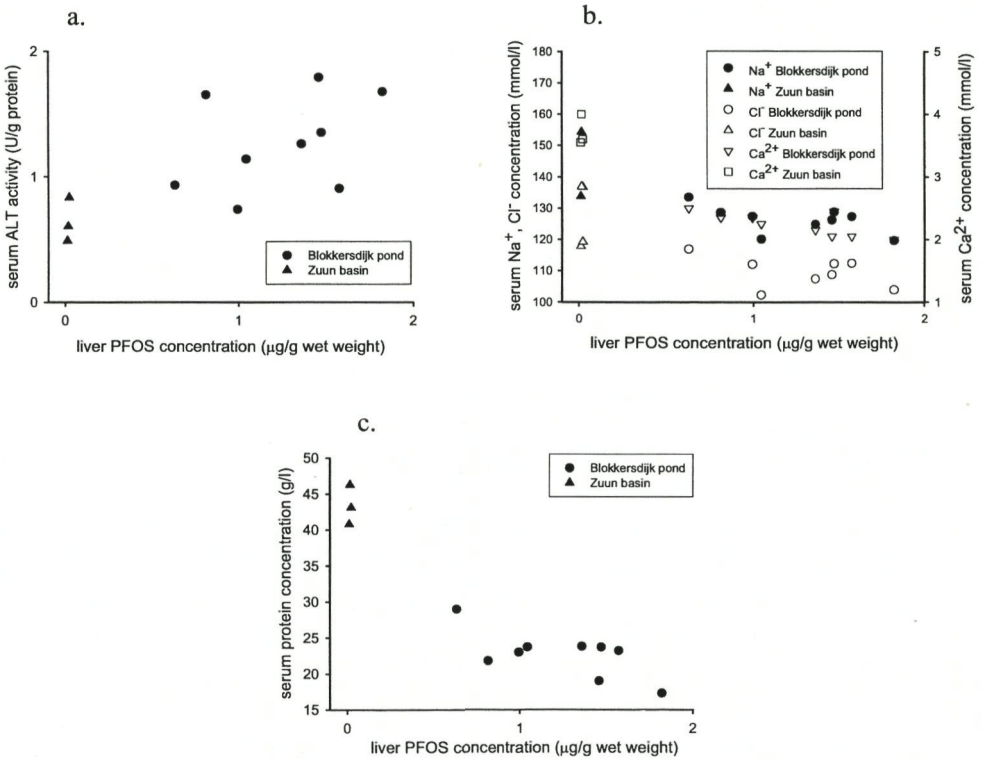 a.
serum ALT activity (U/g protein)
2
1
0
Blokkersdijk pond
Zuun basin
0 1 2
liver PFOS concentration (µg/g wet weight)
b.
serum Na⁺, Cl⁻ concentration (mmol/l)
180
170
160
150
140
130
120
110
100
Na⁺ Blokkersdijk pond
Na⁺ Zuun basin
Cl⁻ Blokkersdijk pond
Cl⁻ Zuun basin
Ca²⁺ Blokkersdijk pond
Ca²⁺ Zuun basin
5
4
3
2
1
serum Ca²⁺ concentration (mmol/l)
0 1 2
liver PFOS concentration (µg/g wet weight)
c.
serum protein concentration (g/l)
50
45
40
35
30
25
20
15
Blokkersdijk pond
Zuun basin
0 1 2
liver PFOS concentration (µg/g wet weight)